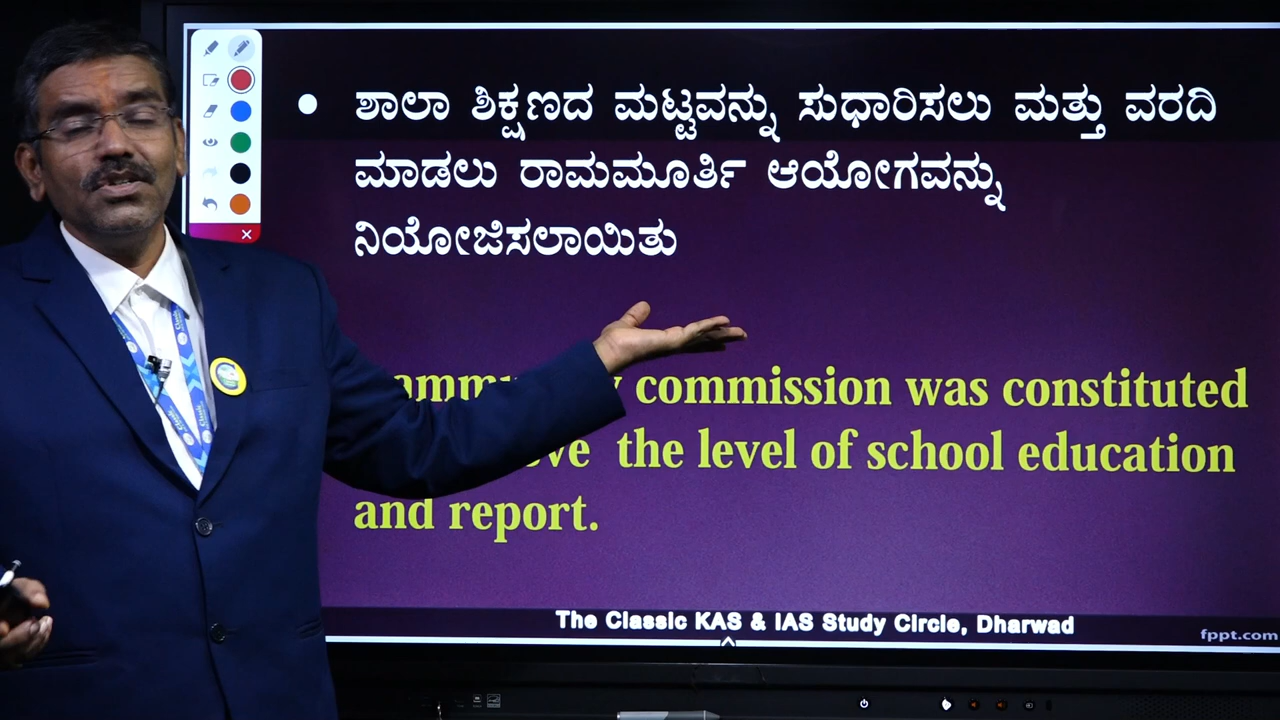 ಶಾಲಾ ಶಿಕ್ಷಣದ ಮಟ್ಟವನ್ನು ಸುಧಾರಿಸಲು ಮತ್ತು ವರದಿ
ಮಾಡಲು ರಾಮಮೂರ್ತಿ ಆಯೋಗವನ್ನು
ನಿಯೋಜಿಸಲಾಯಿತು
commission was constituted
the level of school education
and report.
The Classic KAS & IAS Study Circle, Dharwad
fppt.com